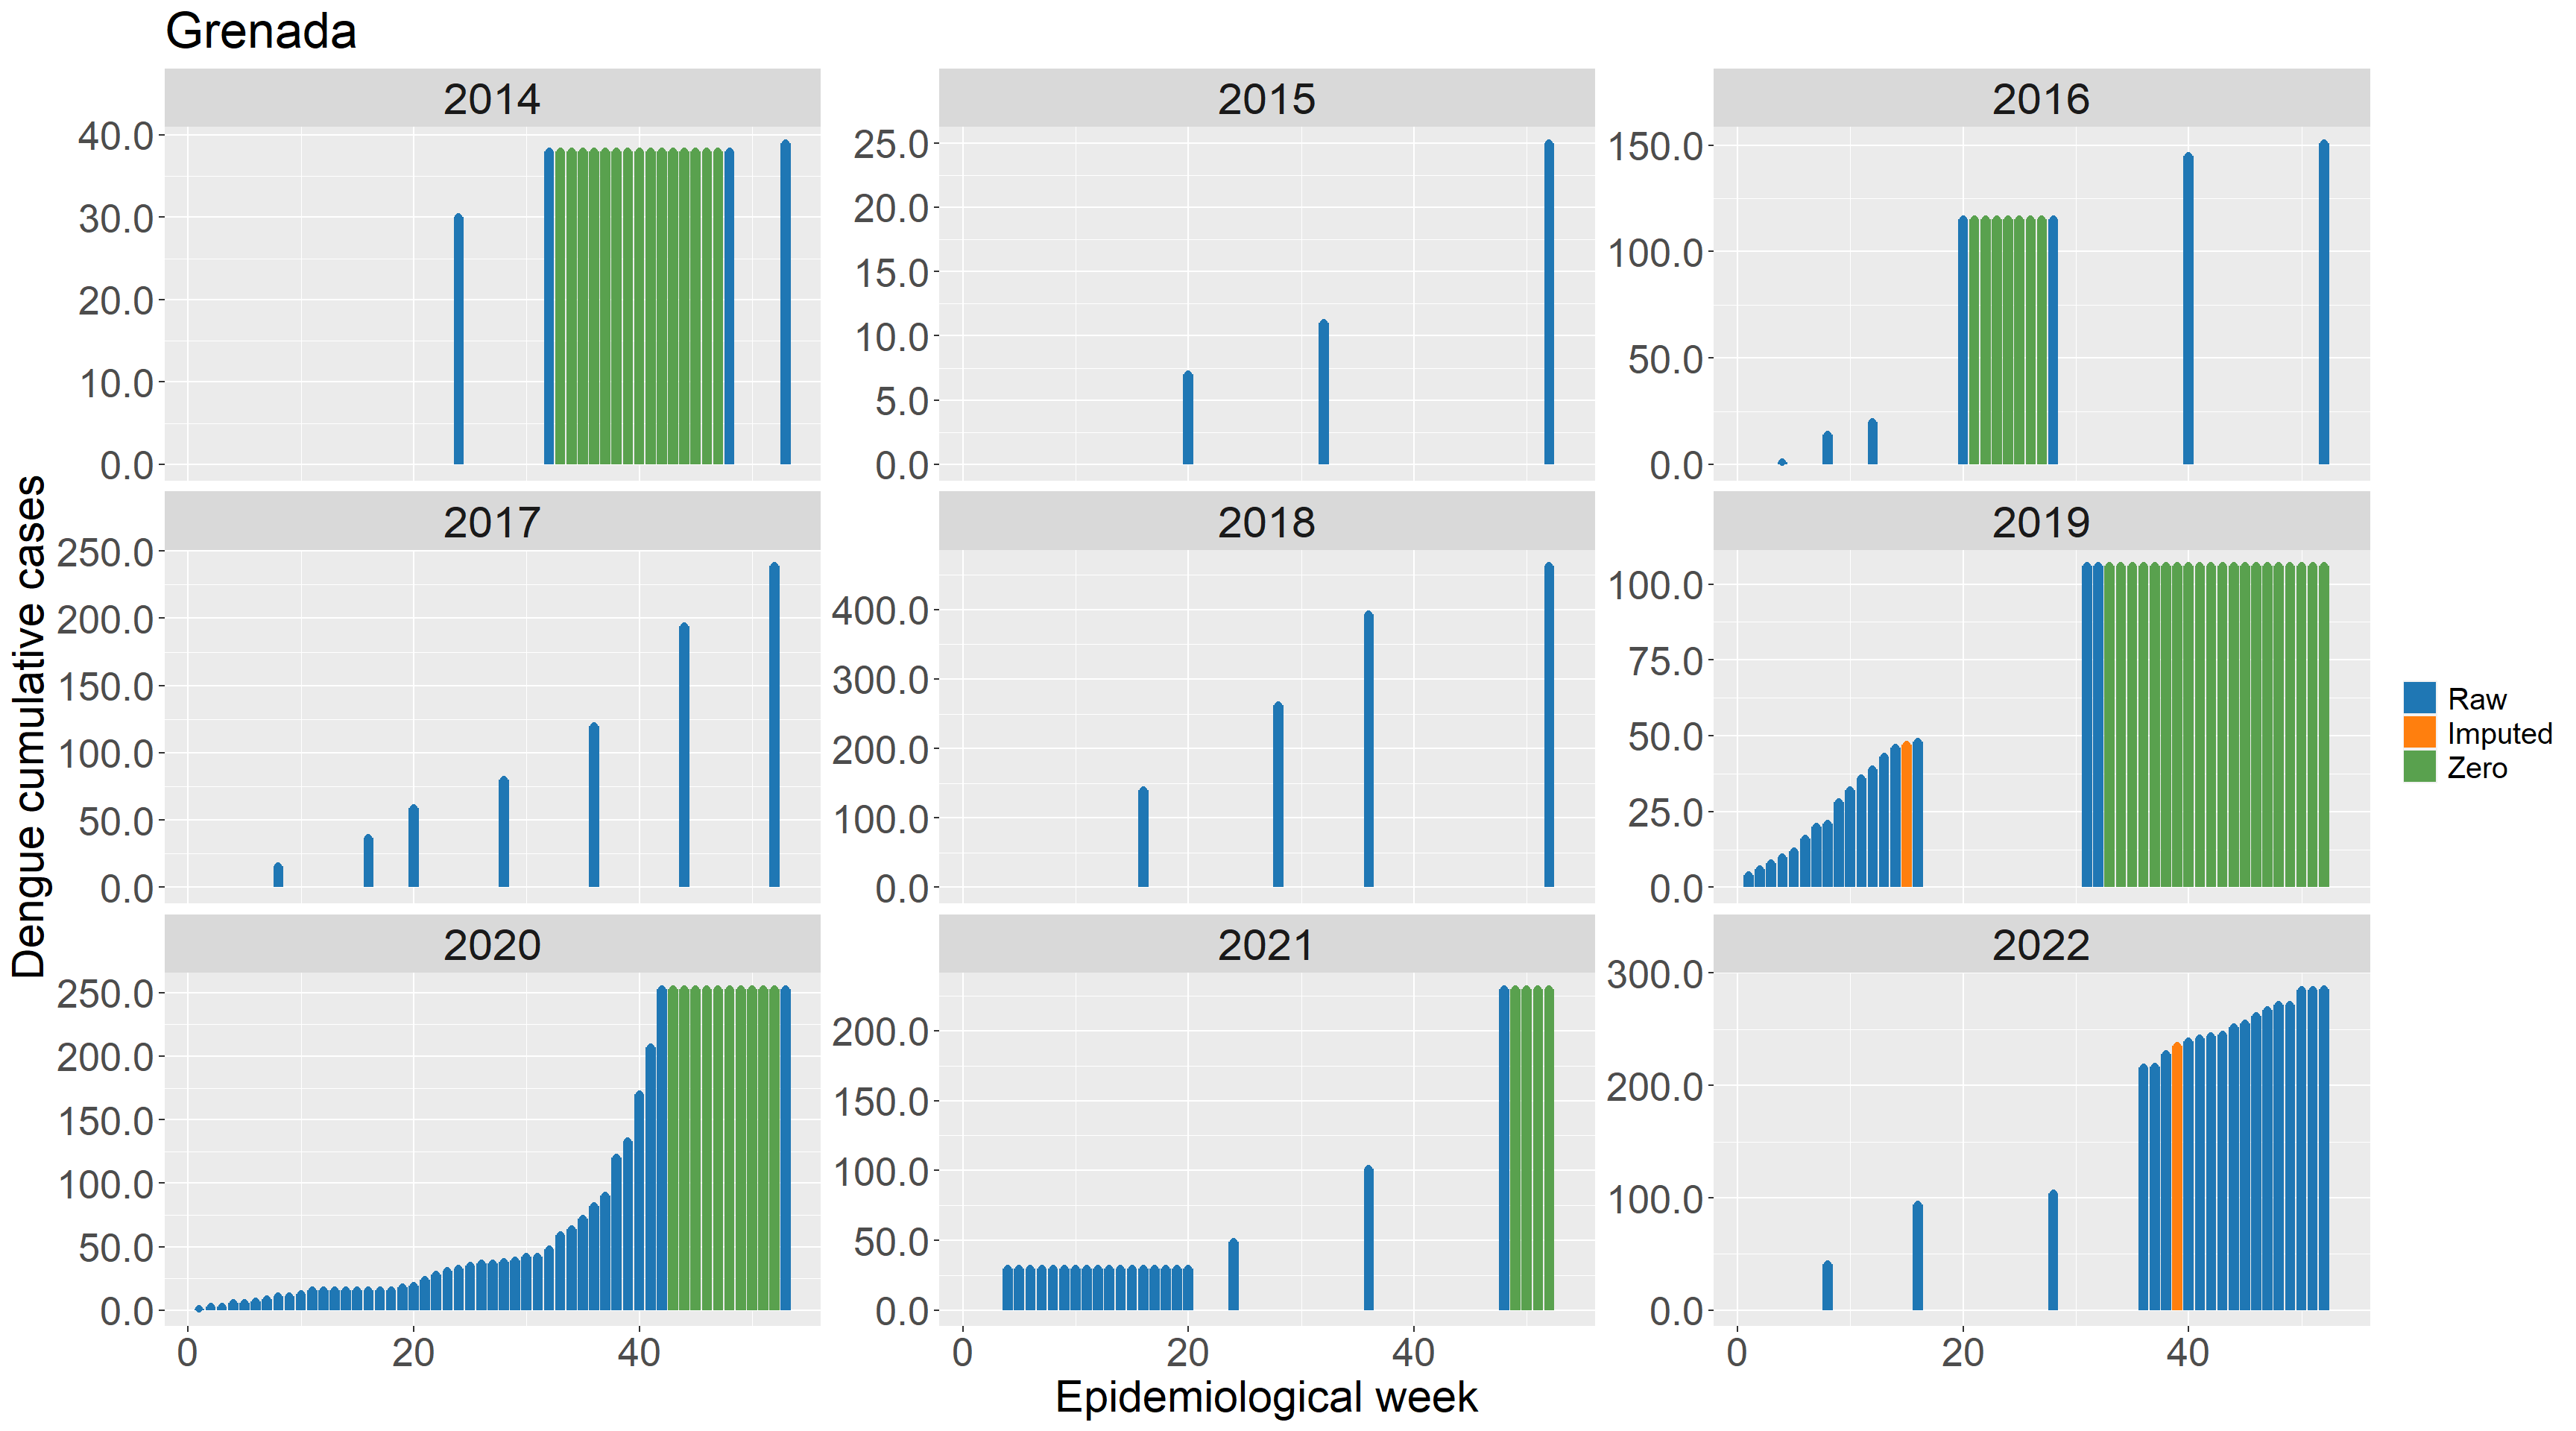 Grenada
2014 2015 2016
40.0 30.0 20.0 10.0 0.0
25.0 20.0 15.0 10.0 5.0 0.0
150.0 100.0 50.0 0.0
2017 2018 2019
250.0 200.0 150.0 100.0 50.0 0.0
400.0 300.0 200.0 100.0 0.0
100.0 75.0 50.0 25.0 0.0
2020 2021 2022
250.0 200.0 150.0 100.0 50.0 0.0
200.0 150.0 100.0 50.0 0.0
300.0 200.0 100.0 0.0
0 20 40 0 20 40 0 20 40
Epidemiological week
Dengue cumulative cases
Raw
Imputed
Zero